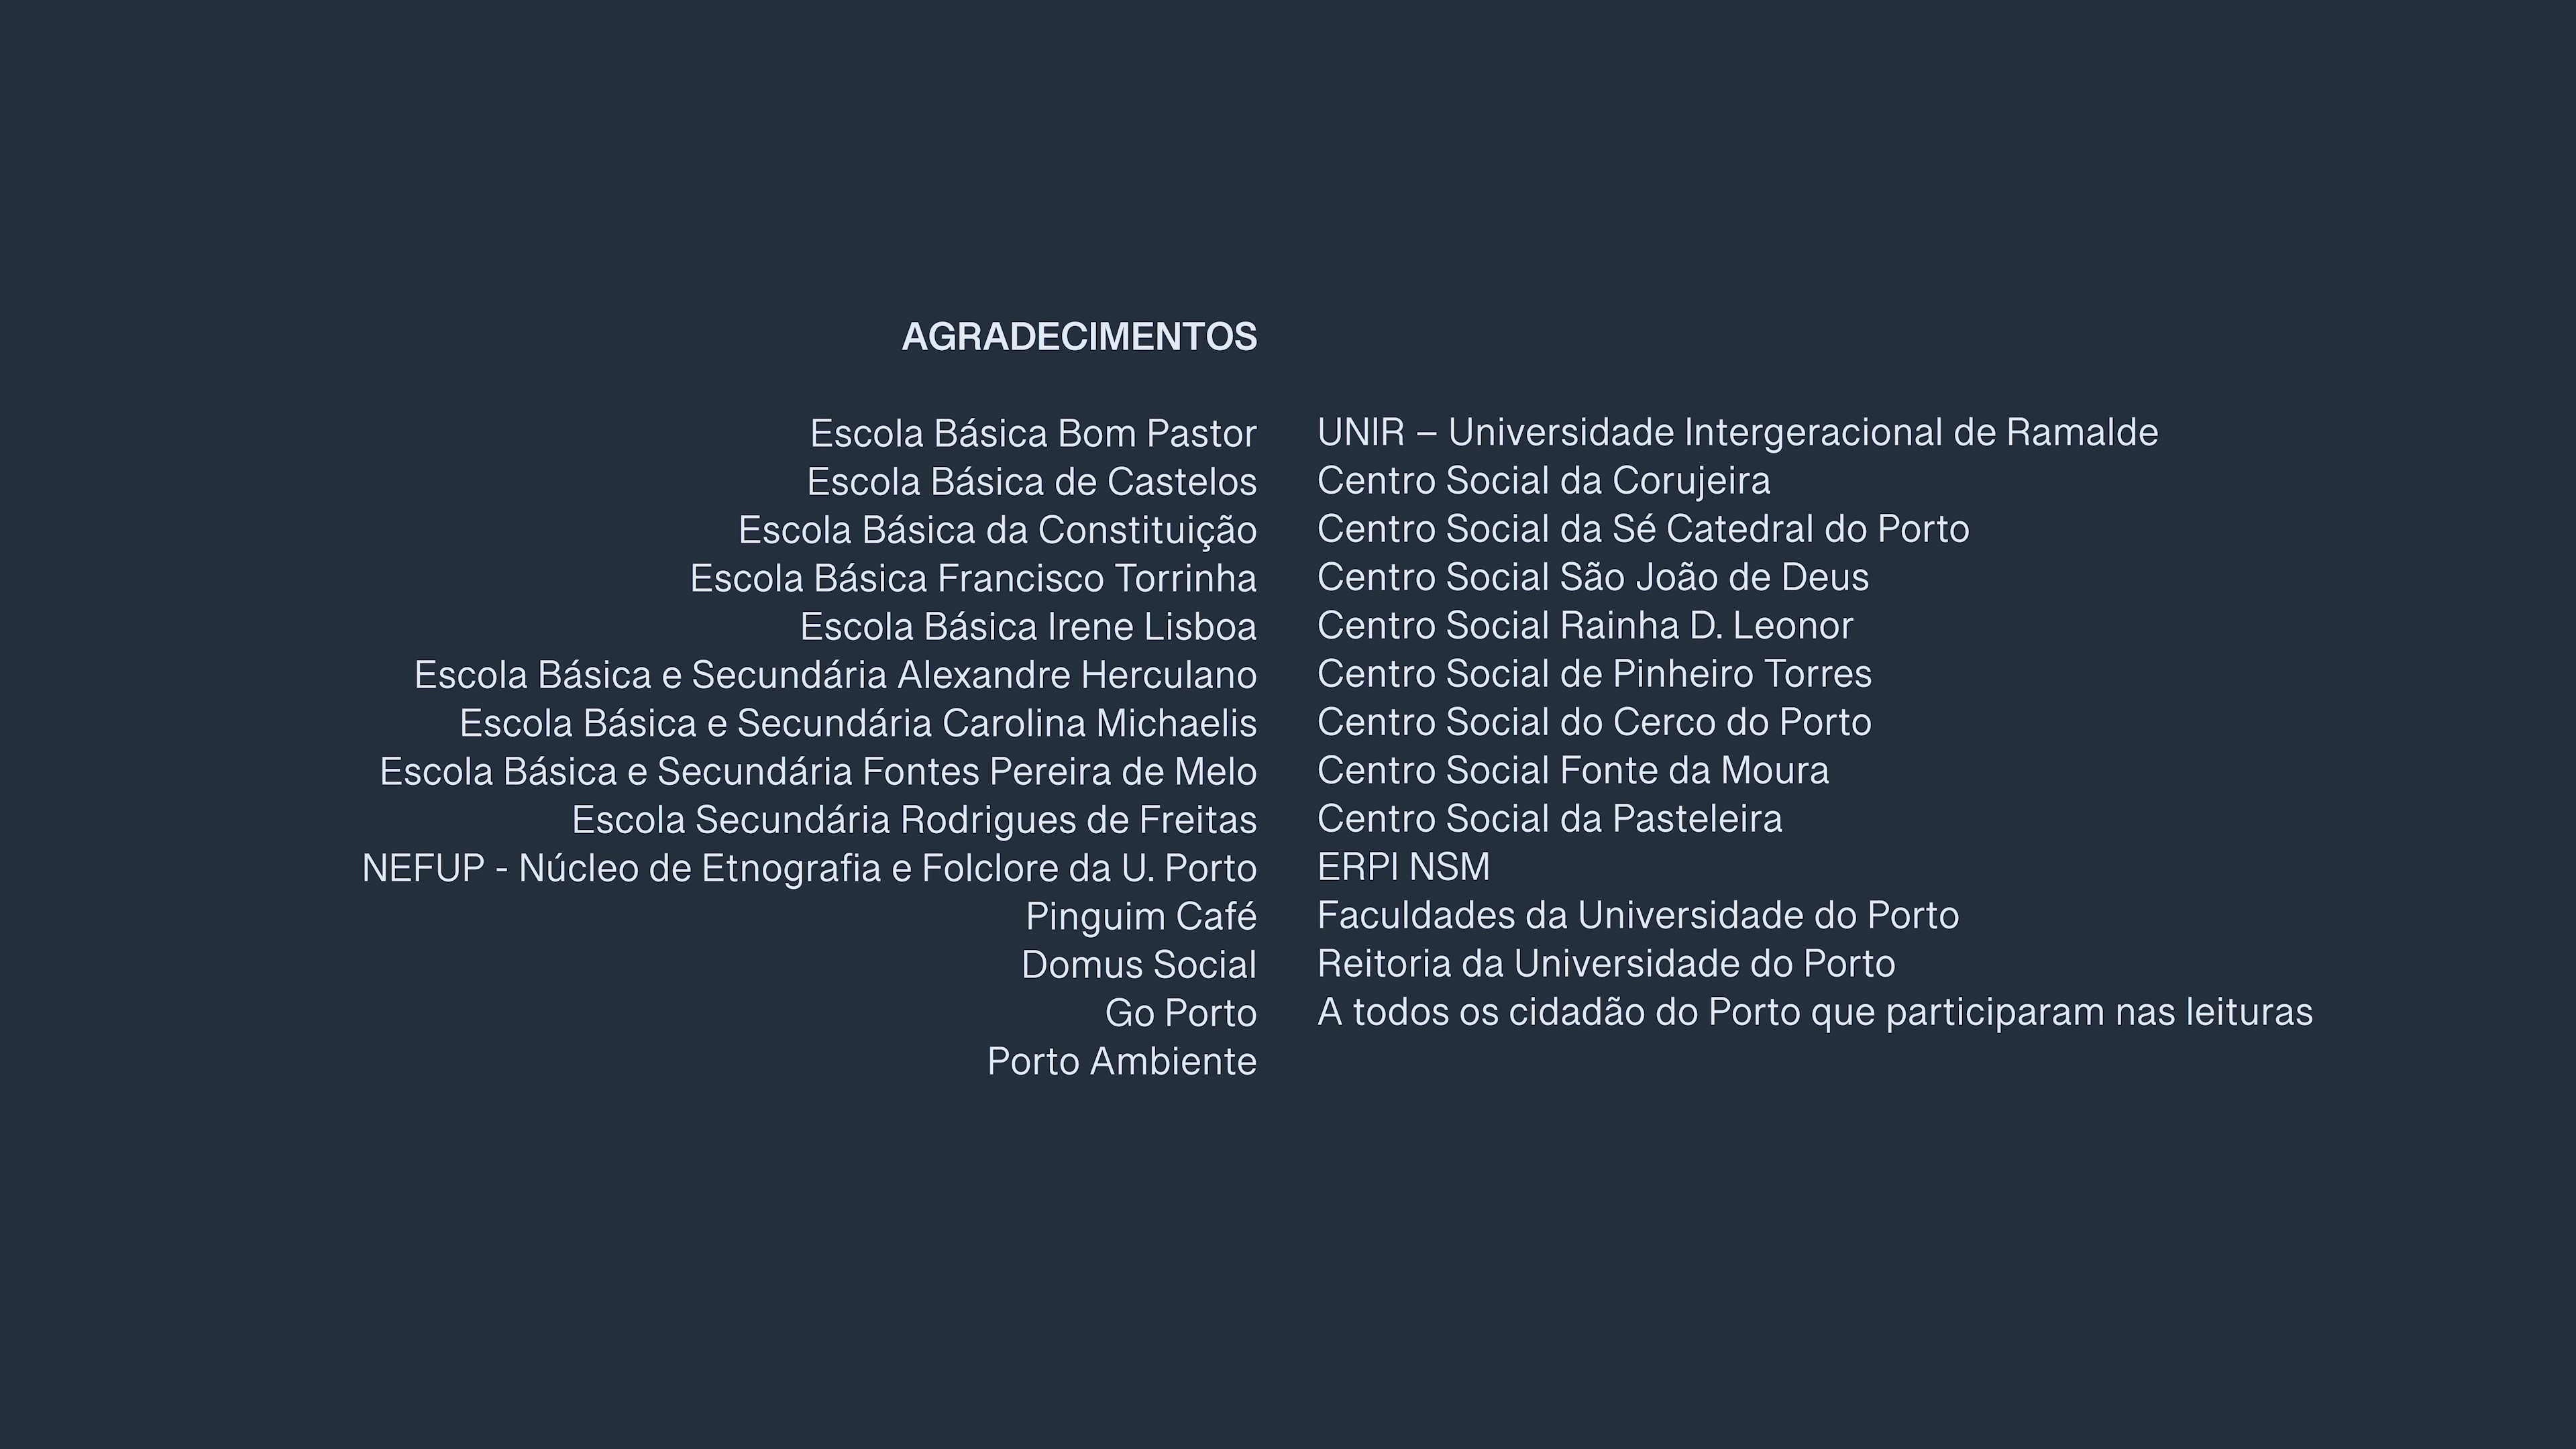 AGRADECIMENTOS
Escola Básica Bom Pastor
Escola Básica de Castelos
Escola Básica da Constituição
Escola Básica Francisco Torrinha
Escola Básica Irene Lisboa
Escola Básica e Secundária Alexandre Herculano
Escola Básica e Secundária Carolina Michaelis
Escola Básica e Secundária Fontes Pereira de Melo
Escola Secundária Rodrigues de Freitas
NEFUP - Núcleo de Etnografia e Folclore da U. Porto
Pinguim Café
Domus Social
Go Porto
Porto Ambiente
UNIR – Universidade Intergeracional de Ramalde
Centro Social da Corujeira
Centro Social da Sé Catedral do Porto
Centro Social São João de Deus
Centro Social Rainha D. Leonor
Centro Social de Pinheiro Torres
Centro Social do Cerco do Porto
Centro Social Fonte da Moura
Centro Social da Pasteleira
ERPI NSM
Faculdades da Universidade do Porto
Reitoria da Universidade do Porto
A todos os cidadão do Porto que participaram nas leituras